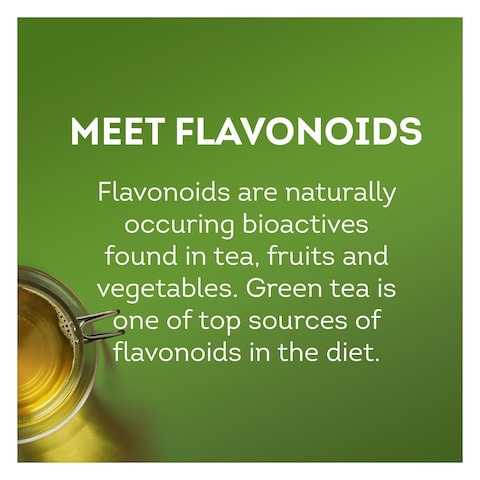 MEET FLAVONOIDS
Flavonoids are naturally
occuring bioactives
found in tea, fruits and
vegetables. Green tea is
one of top sources of
flavonoids in the diet.